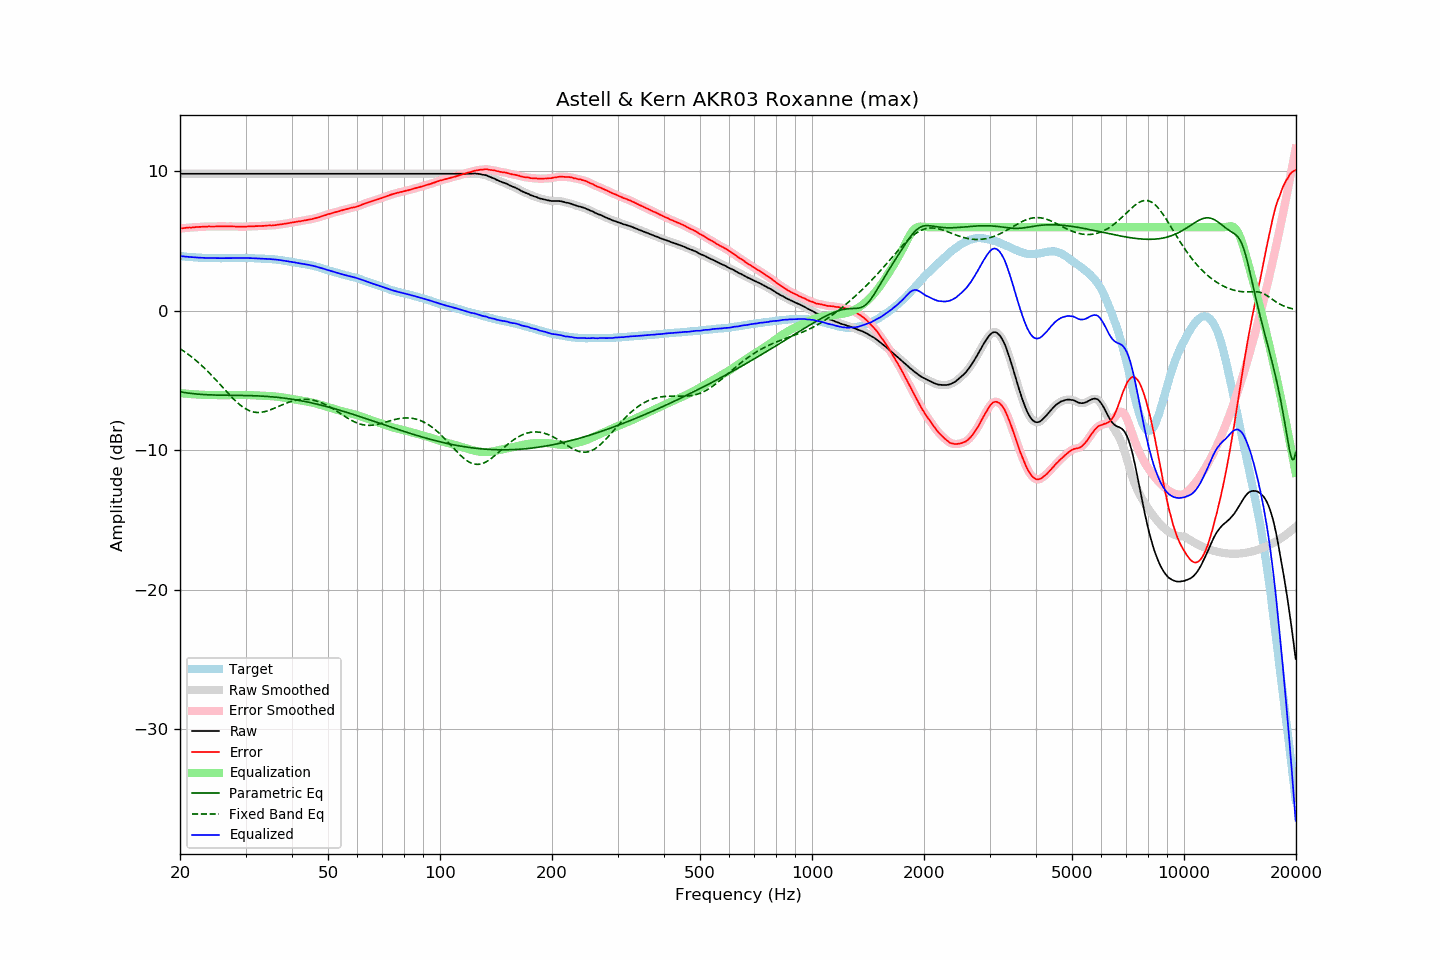 Astell & Kern AKR03 Roxanne (max)
Amplitude (dBr)
10
0
−10
−20
−30
Target
Raw Smoothed
Error Smoothed
Raw
Error
Equalization
Parametric Eq
Fixed Band Eq
Equalized
20 50 100 200 500 1000 2000 5000 10000 20000
Frequency (Hz)